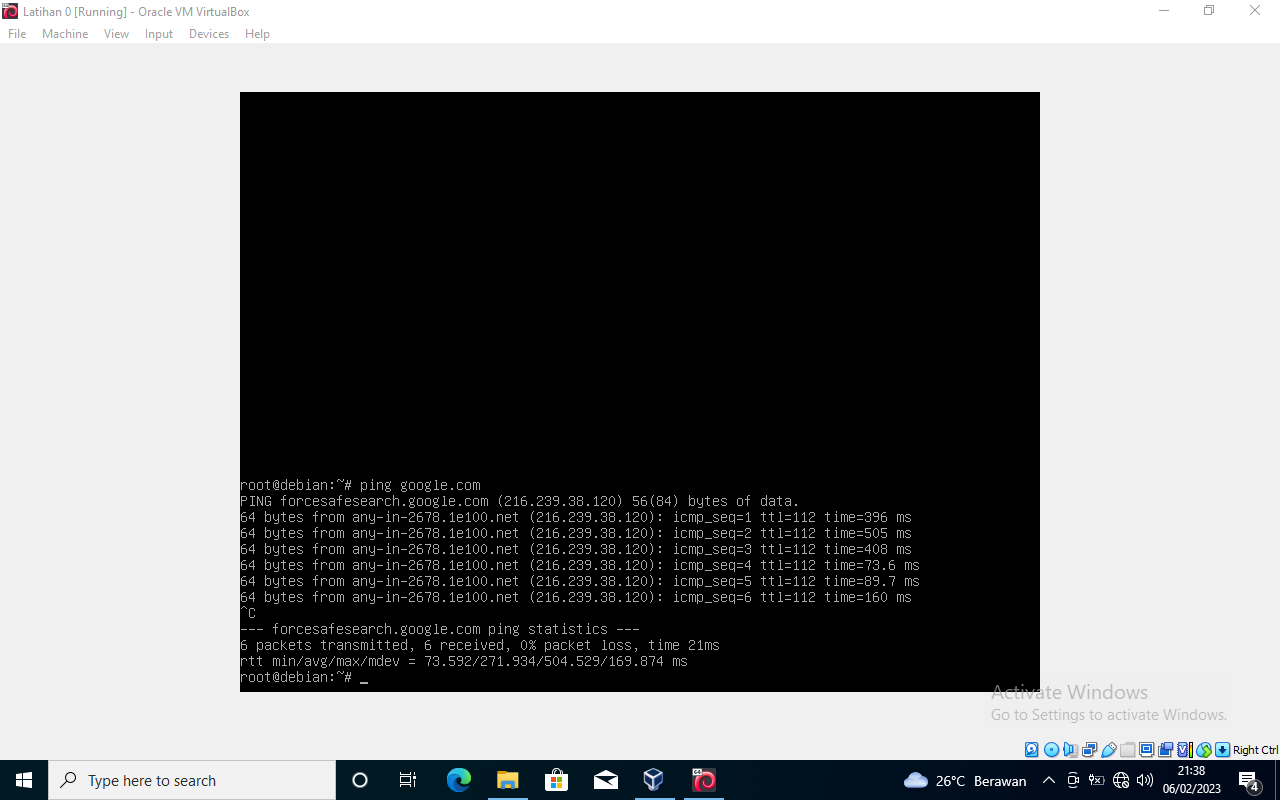 Latihan 0 [Running] - Oracle VM VirtualBox
File Machine View Input Devices Help
root@debian:~# ping google.com
PING forcesafesearch.google.com (216.239.38.120) 56(84) bytes of data.
64 bytes from any-in-2678.1e100.net (216.239.38.120): icmp_seq=1 ttl=112 time=396 ms
64 bytes from any-in-2678.1e100.net (216.239.38.120): icmp_seq=2 ttl=112 time=505 ms
64 bytes from any-in-2678.1e100.net (216.239.38.120): icmp_seq=3 ttl=112 time=408 ms
64 bytes from any-in-2678.1e100.net (216.239.38.120): icmp_seq=4 ttl=112 time=73.6 ms
64 bytes from any-in-2678.1e100.net (216.239.38.120): icmp_seq=5 ttl=112 time=89.7 ms
64 bytes from any-in-2678.1e100.net (216.239.38.120): icmp_seq=6 ttl=112 time=160 ms
^C
--- forcesafesearch.google.com ping statistics ---
6 packets transmitted, 6 received, 0% packet loss, time 21ms
rtt min/avg/max/mdev = 73.592/271.934/504.529/169.874 ms
root@debian:~# _
Activate Windows
Go to Settings to activate Windows.
Right Ctrl
Type here to search
26°C Berawan
21:38
06/02/2023
4